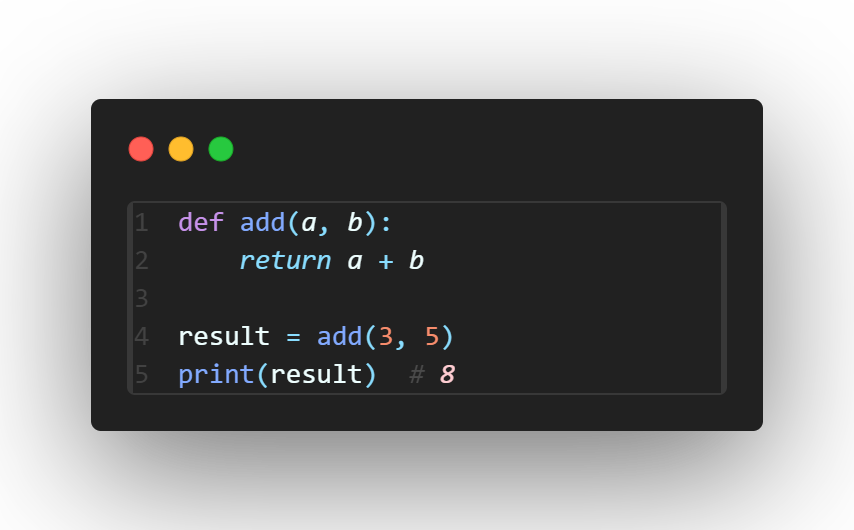 1 def add(a, b):
2     return a + b
3
4 result = add(3, 5)
5 print(result)  # 8